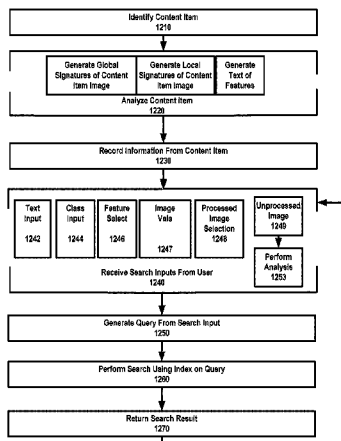 Identify Content Item
1210
Generate Global
Signatures of Content
Item Image
Generate Local
Signatures of Content
Item Image
Generate
Text of
Features
Analyze Content Item
1220
Record Information From Content Item
1230
Text
Input
1242
Class
Input
1244
Feature
Select
1246
Image
Vals
1247
Processed
Image
Selection
1248
Unprocessed
Image
1249
Perform
Analysis
1253
Receive Search Inputs From User
1240
Generate Query From Search Input
1250
Perform Search Using Index on Query
1260
Return Search Result
1270